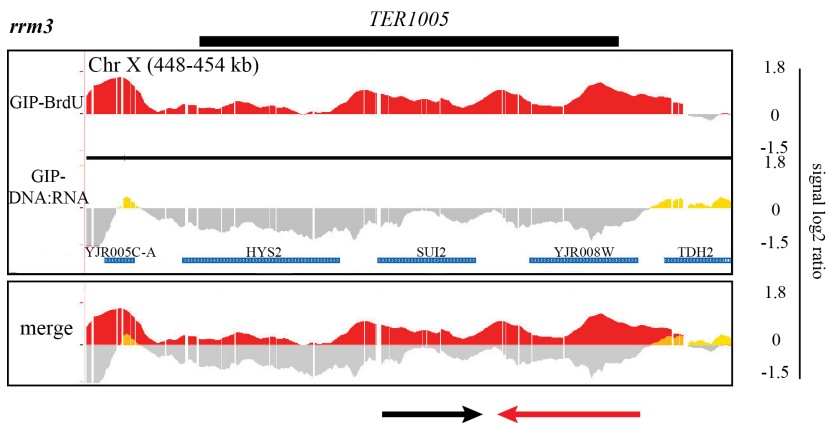 rrm3
TER1005
Chr X (448-454 kb)
GIP-BrdU
1.8
0
-1.5
GIP-
DNA:RNA
1.8
0
-1.5
YJR005C-A
HYS2
SUI2
YJR008W
TDH2
merge
1.8
0
-1.5
signal log2 ratio